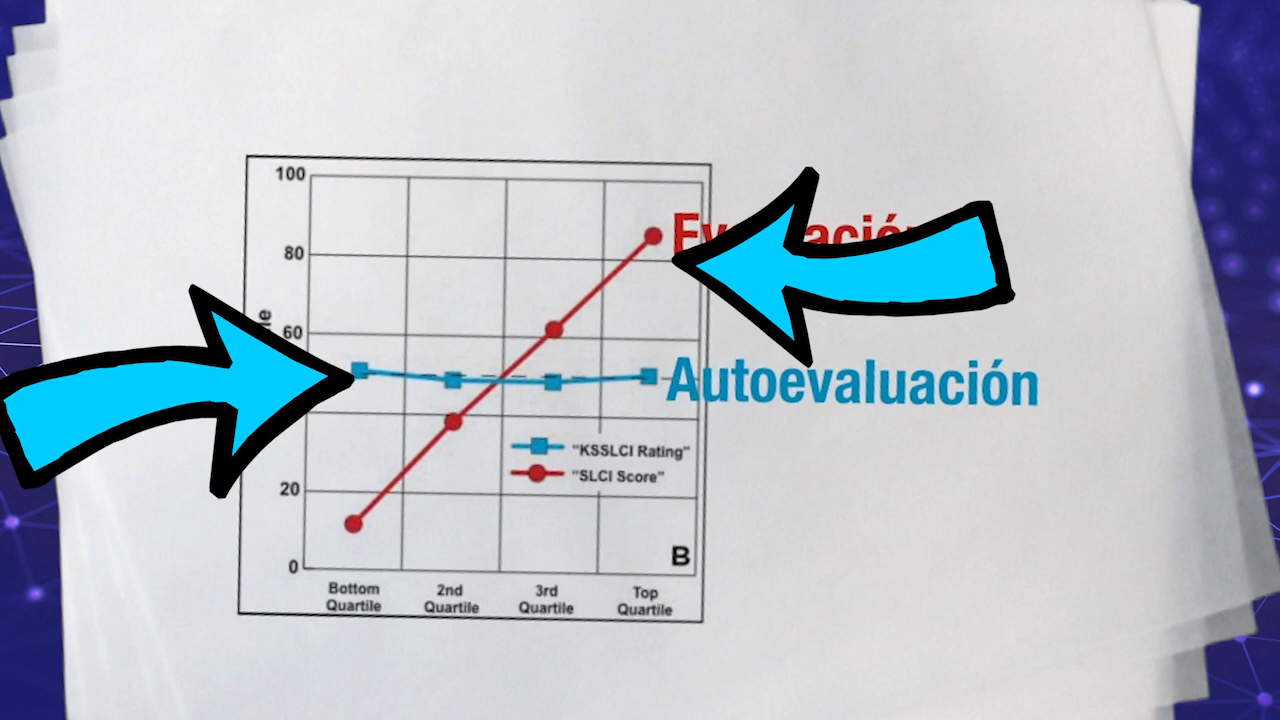 100
80
60
20
0
Autoevaluación
"KSSLCI Rating"
"SLCI Score"
B
Bottom
Quartile
2nd
Quartile
3rd
Quartile
Top
Quartile